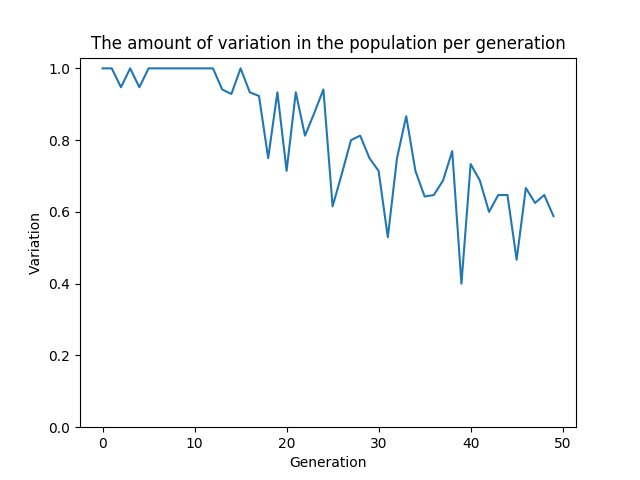 The amount of variation in the population per generation
1.0
0.8
0.6
0.4
0.2
0.0
Variation
0 10 20 30 40 50
Generation